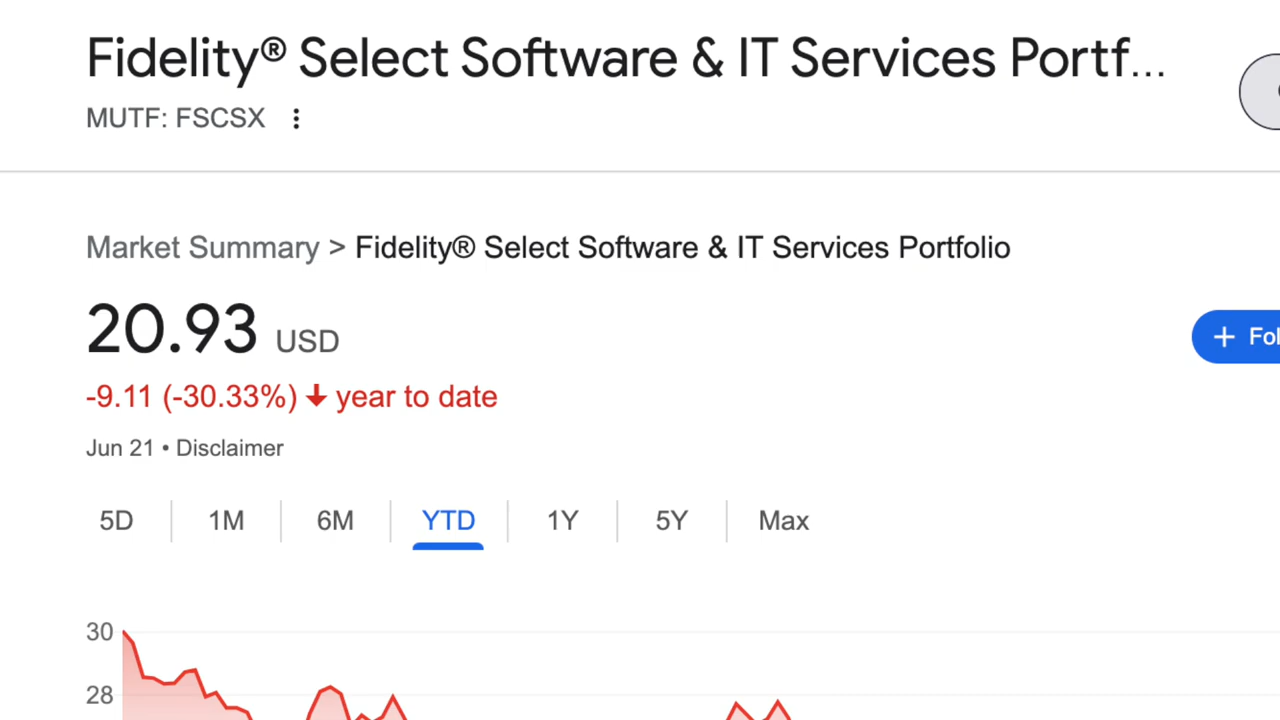 Fidelity® Select Software & IT Services Portf...
MUTF: FSCSX
Market Summary > Fidelity® Select Software & IT Services Portfolio
20.93 USD
+ Fol
-9.11 (-30.33%) ↓ year to date
Jun 21 • Disclaimer
5D 1M 6M YTD 1Y 5Y Max
30
28